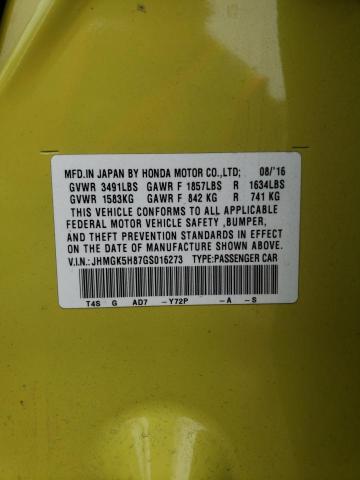 MFD.IN JAPAN BY HONDA MOTOR CO.,LTD; 08/'16
GVWR 3491LBS GAWR F 1857LBS R 1634LBS
GVWR 1583KG GAWR F 842 KG R 741 KG
THIS VEHICLE CONFORMS TO ALL APPLICABLE
FEDERAL MOTOR VEHICLE SAFETY ,BUMPER,
AND THEFT PREVENTION STANDARDS IN EFFECT
ON THE DATE OF MANUFACTURE SHOWN ABOVE.
V.I.N.: JHMGK5H87GS016273 TYPE:PASSENGER CAR
T4S G AD7 -Y72P -A -S